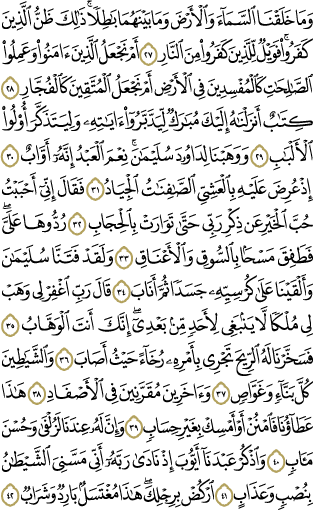 وَمَا خَلَقْنَا ٱلسَّمَآءَ وَٱلْأَرْضَ وَمَا بَيْنَهُمَا بَٰطِلًا ۚ ذَٰلِكَ ظَنُّ ٱلَّذِينَ
كَفَرُوا۟ ۚ فَوَيْلٌ لِّلَّذِينَ كَفَرُوا۟ مِنَ ٱلنَّارِ ٢٧ أَمْ نَجْعَلُ ٱلَّذِينَ ءَامَنُوا۟ وَعَمِلُوا۟
ٱلصَّٰلِحَٰتِ كَٱلْمُفْسِدِينَ فِى ٱلْأَرْضِ أَمْ نَجْعَلُ ٱلْمُتَّقِينَ كَٱلْفُجَّارِ ٢٨
كِتَٰبٌ أَنزَلْنَٰهُ إِلَيْكَ مُبَٰرَكٌ لِّيَدَّبَّرُوٓا۟ ءَايَٰتِهِۦ وَلِيَتَذَكَّرَ أُو۟لُوا۟
ٱلْأَلْبَٰبِ ٢٩ وَوَهَبْنَا لِدَاوُۥدَ سُلَيْمَٰنَ ۚ نِعْمَ ٱلْعَبْدُ ۖ إِنَّهُۥٓ أَوَّابٌ ٣٠
إِذْ عُرِضَ عَلَيْهِ بِٱلْعَشِىِّ ٱلصَّٰفِنَٰتُ ٱلْجِيَادُ ٣١ فَقَالَ إِنِّىٓ أَحْبَبْتُ
حُبَّ ٱلْخَيْرِ عَن ذِكْرِ رَبِّى حَتَّىٰ تَوَارَتْ بِٱلْحِجَابِ ٣٢ رُدُّوهَا عَلَىَّ ۖ
فَطَفِقَ مَسْحًۢا بِٱلسُّوقِ وَٱلْأَعْنَاقِ ٣٣ وَلَقَدْ فَتَنَّا سُلَيْمَٰنَ
وَأَلْقَيْنَا عَلَىٰ كُرْسِيِّهِۦ جَسَدًا ثُمَّ أَنَابَ ٣٤ قَالَ رَبِّ ٱغْفِرْ لِى وَهَبْ
لِى مُلْكًا لَّا يَنۢبَغِى لِأَحَدٍ مِّنۢ بَعْدِىٓ ۖ إِنَّكَ أَنتَ ٱلْوَهَّابُ ٣٥
فَسَخَّرْنَا لَهُ ٱلرِّيحَ تَجْرِى بِأَمْرِهِۦ رُخَآءً حَيْثُ أَصَابَ ٣٦ وَٱلشَّيَٰطِينَ
كُلَّ بَنَّآءٍ وَغَوَّاصٍ ٣٧ وَءَاخَرِينَ مُقَرَّنِينَ فِى ٱلْأَصْفَادِ ٣٨ هَٰذَا
عَطَآؤُنَا فَٱمْنُنْ أَوْ أَمْسِكْ بِغَيْرِ حِسَابٍ ٣٩ وَإِنَّ لَهُۥ عِندَنَا لَزُلْفَىٰ وَحُسْنَ
مَـَٔابٍ ٤٠ وَٱذْكُرْ عَبْدَنَآ أَيُّوبَ إِذْ نَادَىٰ رَبَّهُۥٓ أَنِّى مَسَّنِىَ ٱلشَّيْطَٰنُ
بِنُصْبٍ وَعَذَابٍ ٤١ ٱرْكُضْ بِرِجْلِكَ ۖ هَٰذَا مُغْتَسَلٌۢ بَارِدٌ وَشَرَابٌ ٤٢